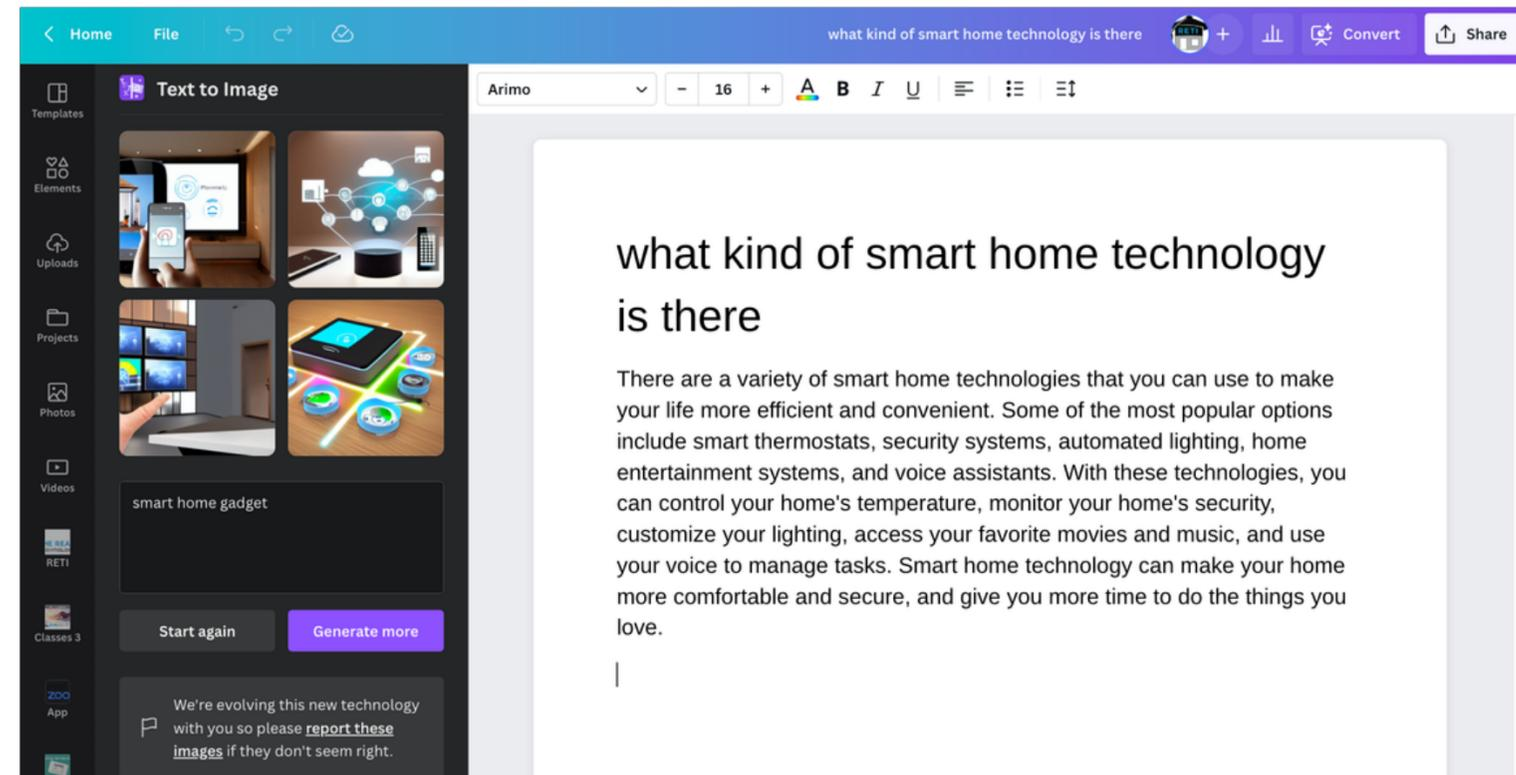 Home File what kind of smart home technology is there RETI + Convert Share
Templates
Elements
Uploads
Projects
Photos
Videos
RETI
Classes 3
ZOO
App
Text to Image
smart home gadget
Start again Generate more
We're evolving this new technology
with you so please report these
images if they don't seem right.
Arimo − 16 + A B I U
what kind of smart home technology
is there
There are a variety of smart home technologies that you can use to make
your life more efficient and convenient. Some of the most popular options
include smart thermostats, security systems, automated lighting, home
entertainment systems, and voice assistants. With these technologies, you
can control your home's temperature, monitor your home's security,
customize your lighting, access your favorite movies and music, and use
your voice to manage tasks. Smart home technology can make your home
more comfortable and secure, and give you more time to do the things you
love.